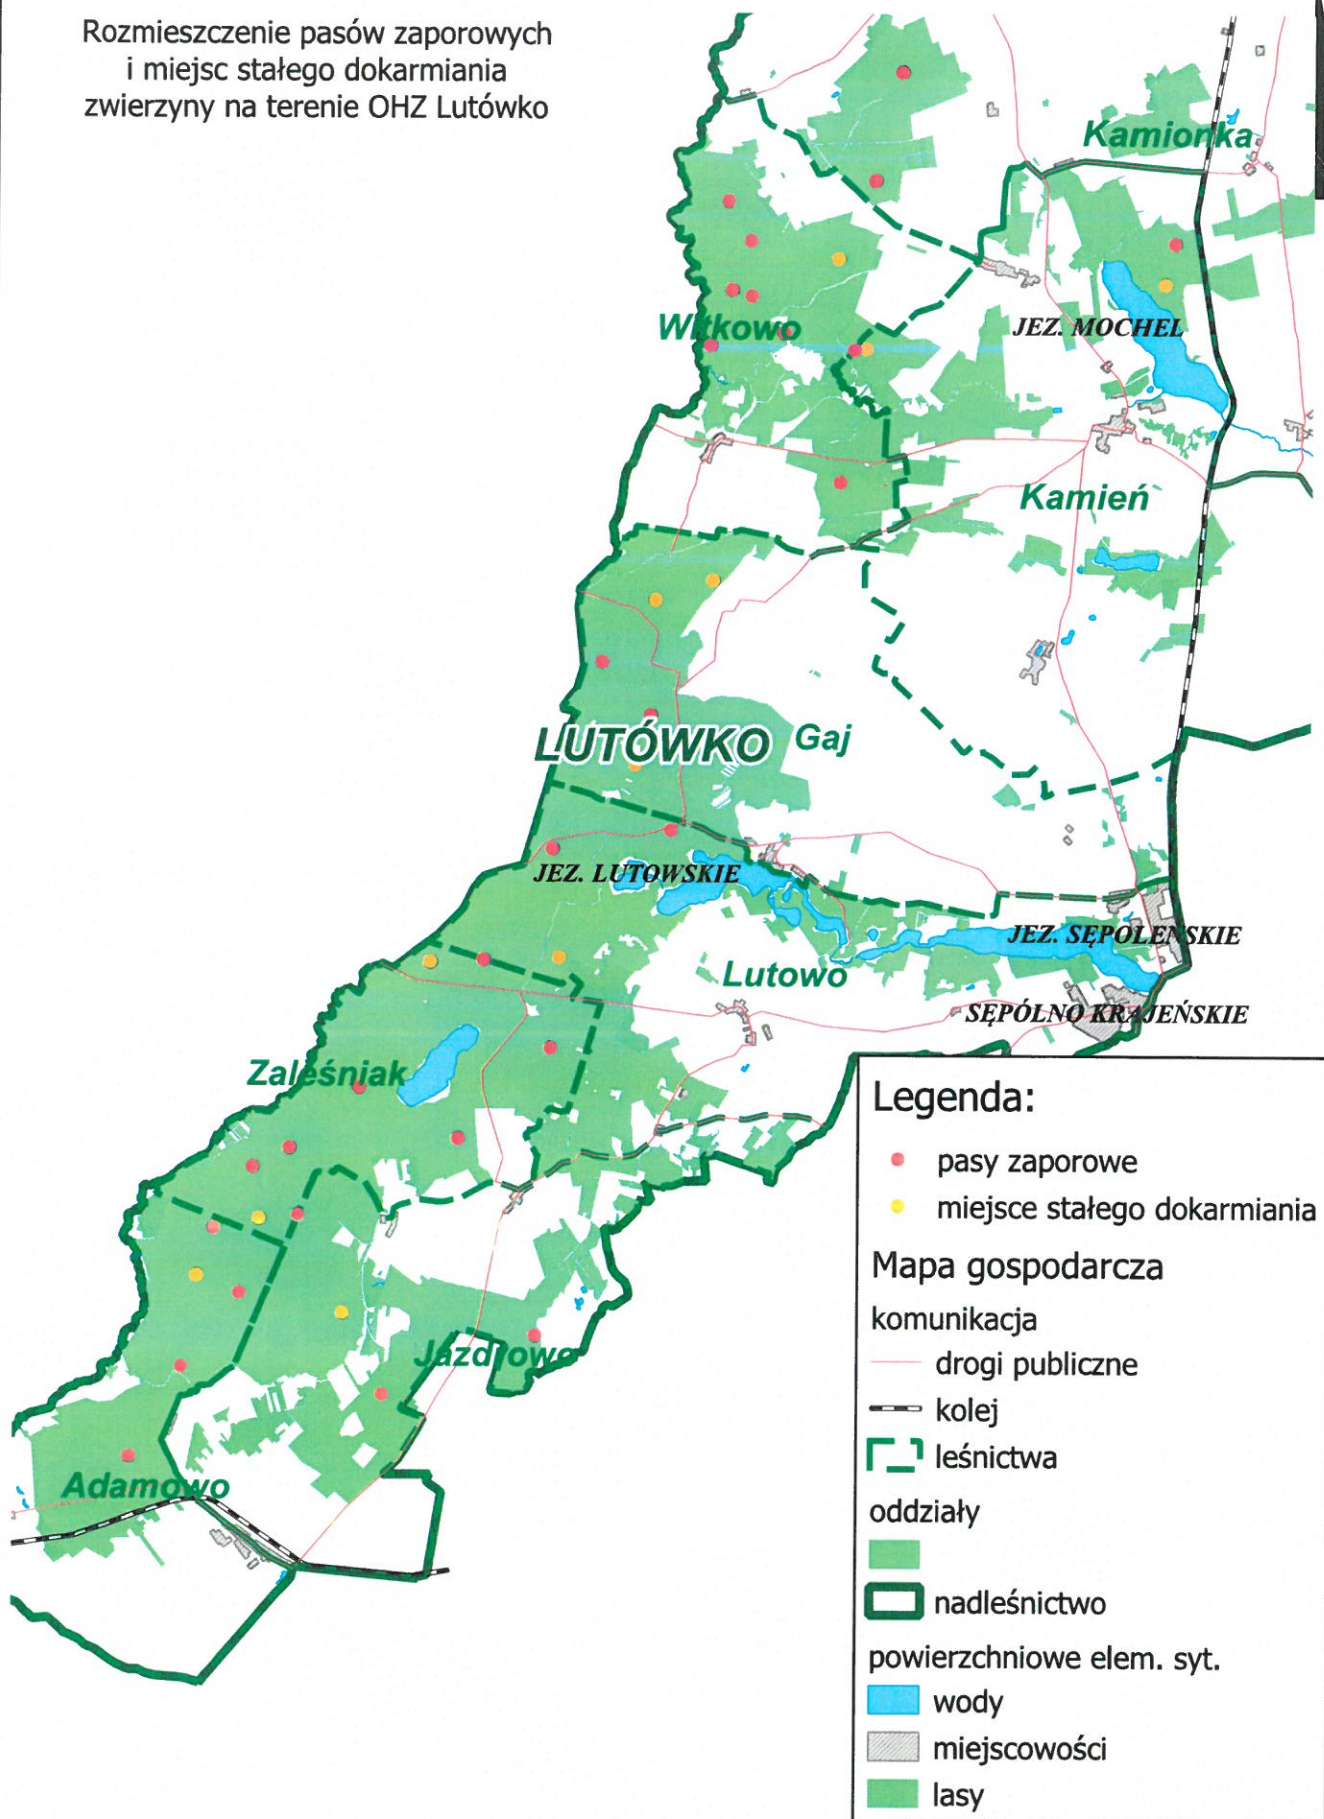 Rozmieszczenie pasów zaporowych
i miejsc stałego dokarmiania
zwierzyny na terenie OHZ Lutówko
Kamionka
JEZ. MOCHEL
Witkowo
Kamień
LUTÓWKO
Gaj
JEZ. LUTOWSKIE
JEZ. SĘPOLEŃSKIE
Lutowo
SĘPÓLNO KRAJEŃSKIE
Zaleśniak
Jazdrowo
Adamowo
Legenda:
pasy zaporowe
miejsce stałego dokarmiania
Mapa gospodarcza
komunikacja
drogi publiczne
kolej
leśnictwa
oddziały
nadleśnictwo
powierzchniowe elem. syt.
wody
miejscowości
lasy